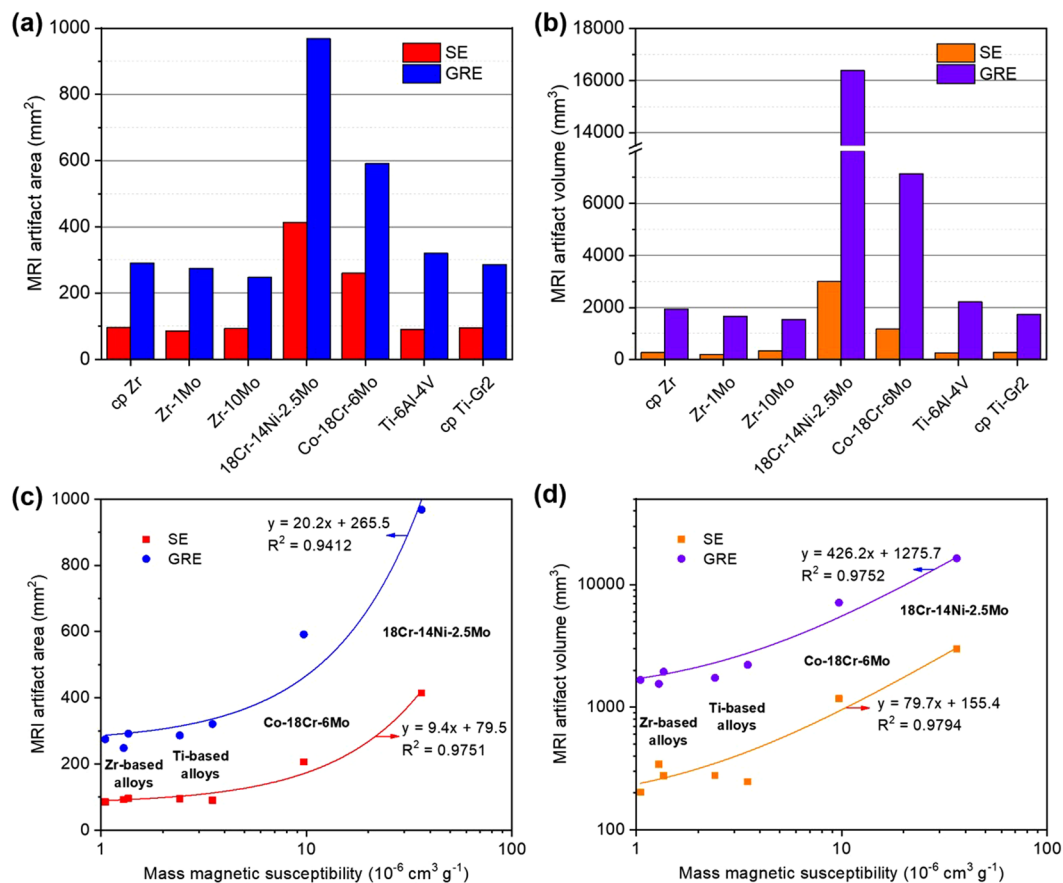 (a)
MRI artifact area (mm²)
1000
800
600
400
200
0
SE
GRE
cp Zr
Zr-1Mo
Zr-10Mo
18Cr-14Ni-2.5Mo
Co-18Cr-6Mo
Ti-6Al-4V
cp Ti-Gr2
(b)
MRI artifact volume (mm³)
18000
16000
14000
6000
4000
2000
0
SE
GRE
cp Zr
Zr-1Mo
Zr-10Mo
18Cr-14Ni-2.5Mo
Co-18Cr-6Mo
Ti-6Al-4V
cp Ti-Gr2
(c)
MRI artifact area (mm²)
1000
800
600
400
200
0
SE
GRE
y = 20.2x + 265.5
R² = 0.9412
18Cr-14Ni-2.5Mo
Co-18Cr-6Mo
y = 9.4x + 79.5
R² = 0.9751
Zr-based
alloys
Ti-based
alloys
1
10
100
Mass magnetic susceptibility (10⁻⁶ cm³ g⁻¹)
(d)
MRI artifact volume (mm³)
10000
1000
100
SE
GRE
y = 426.2x + 1275.7
R² = 0.9752
18Cr-14Ni-2.5Mo
Co-18Cr-6Mo
y = 79.7x + 155.4
R² = 0.9794
Zr-based
alloys
Ti-based
alloys
1
10
100
Mass magnetic susceptibility (10⁻⁶ cm³ g⁻¹)